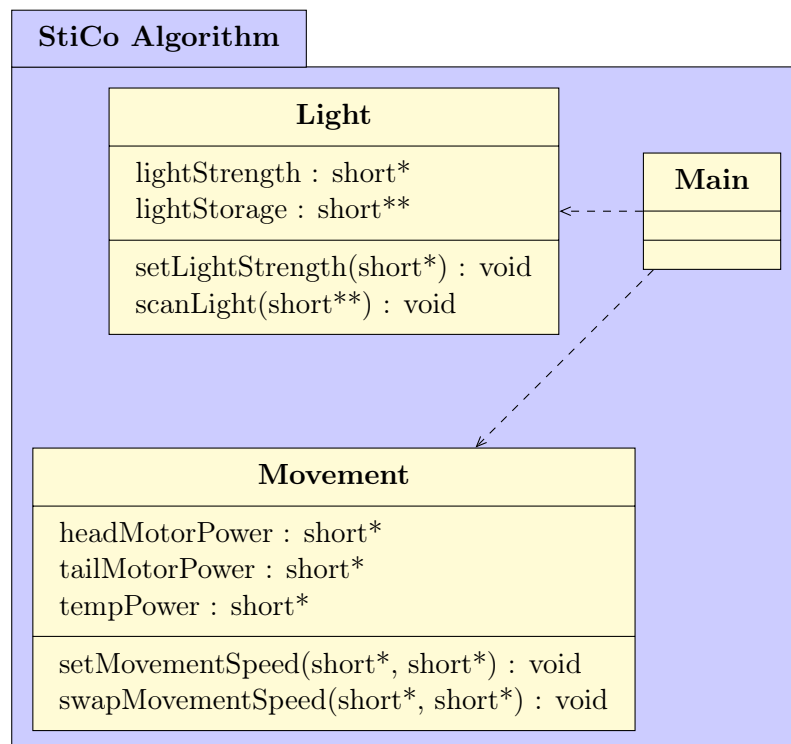 StiCo Algorithm
Light
lightStrength : short*
lightStorage : short**
setLightStrength(short*) : void
scanLight(short**) : void
Main
Movement
headMotorPower : short*
tailMotorPower : short*
tempPower : short*
setMovementSpeed(short*, short*) : void
swapMovementSpeed(short*, short*) : void